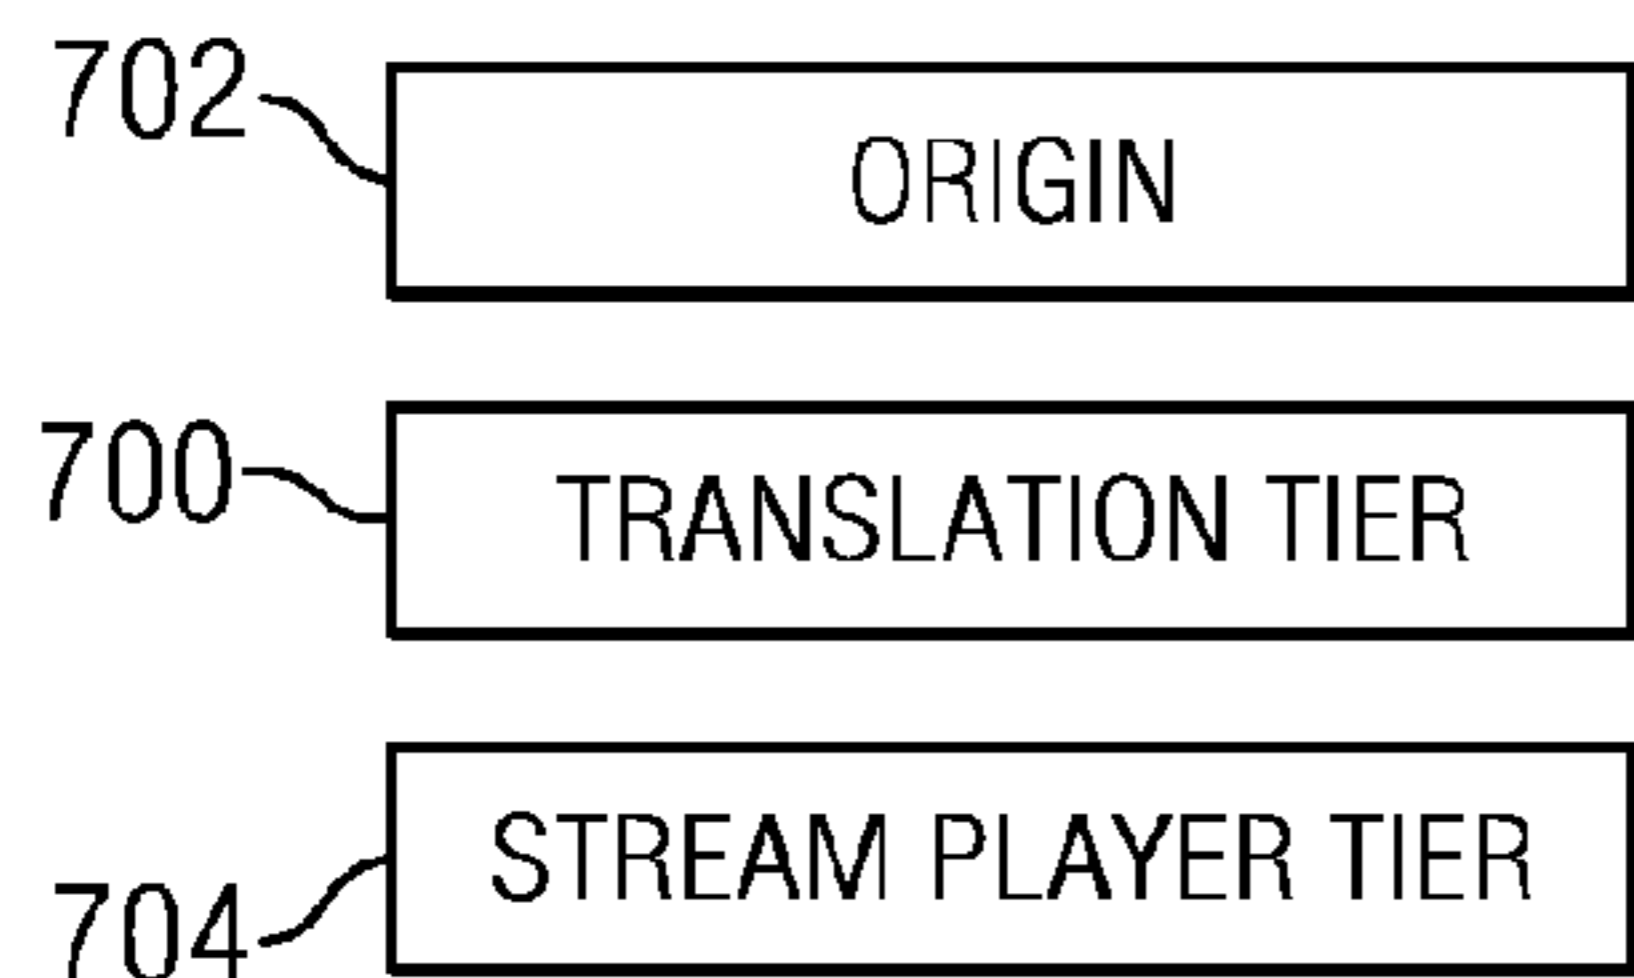 702
ORIGIN
700
TRANSLATION TIER
STREAM PLAYER TIER
704